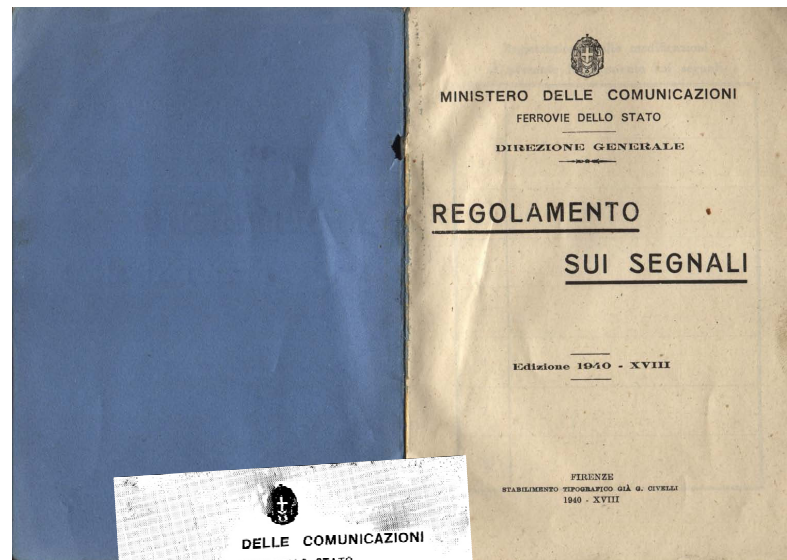 MINISTERO DELLE COMUNICAZIONI
FERROVIE DELLO STATO
DIREZIONE GENERALE
REGOLAMENTO
SUI SEGNALI
Edizione 1940 - XVIII
FIRENZE
STABILIMENTO TIPOGRAFICO GIÀ G. CIVELLI
1940 - XVIII
DELLE COMUNICAZIONI
STATO